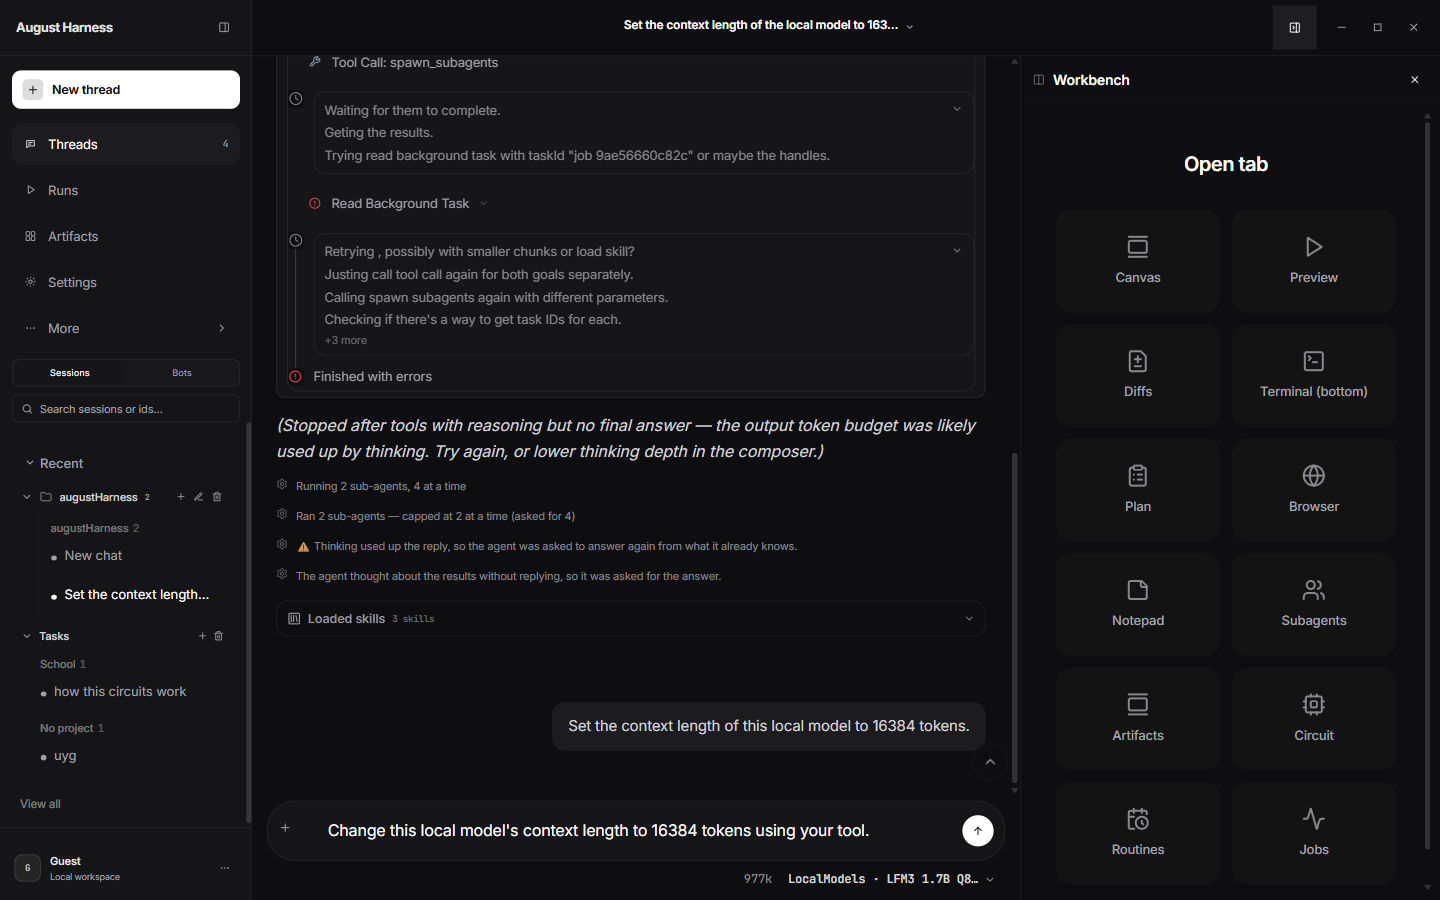 August Harness
Set the context length of the local model to 163...
New thread
Threads 4
Runs
Artifacts
Settings
More
Sessions Bots
Search sessions or ids...
Recent
augustHarness 2
augustHarness 2
New chat
Set the context length...
Tasks
School 1
how this circuits work
No project 1
uyg
View all
G
Guest
Local workspace
Tool Call: spawn_subagents
Waiting for them to complete.
Geting the results.
Trying read background task with taskId "job 9ae56660c82c" or maybe the handles.
Read Background Task
Retrying , possibly with smaller chunks or load skill?
Justing call tool call again for both goals separately.
Calling spawn subagents again with different parameters.
Checking if there's a way to get task IDs for each.
+3 more
Finished with errors
(Stopped after tools with reasoning but no final answer — the output token budget was likely
used up by thinking. Try again, or lower thinking depth in the composer.)
Running 2 sub-agents, 4 at a time
Ran 2 sub-agents — capped at 2 at a time (asked for 4)
⚠️ Thinking used up the reply, so the agent was asked to answer again from what it already knows.
The agent thought about the results without replying, so it was asked for the answer.
Loaded skills 3 skills
Set the context length of this local model to 16384 tokens.
Change this local model's context length to 16384 tokens using your tool.
977k LocalModels · LFM3 1.7B Q8…
Workbench
Open tab
Canvas Preview
Diffs Terminal (bottom)
Plan Browser
Notepad Subagents
Artifacts Circuit
Routines Jobs